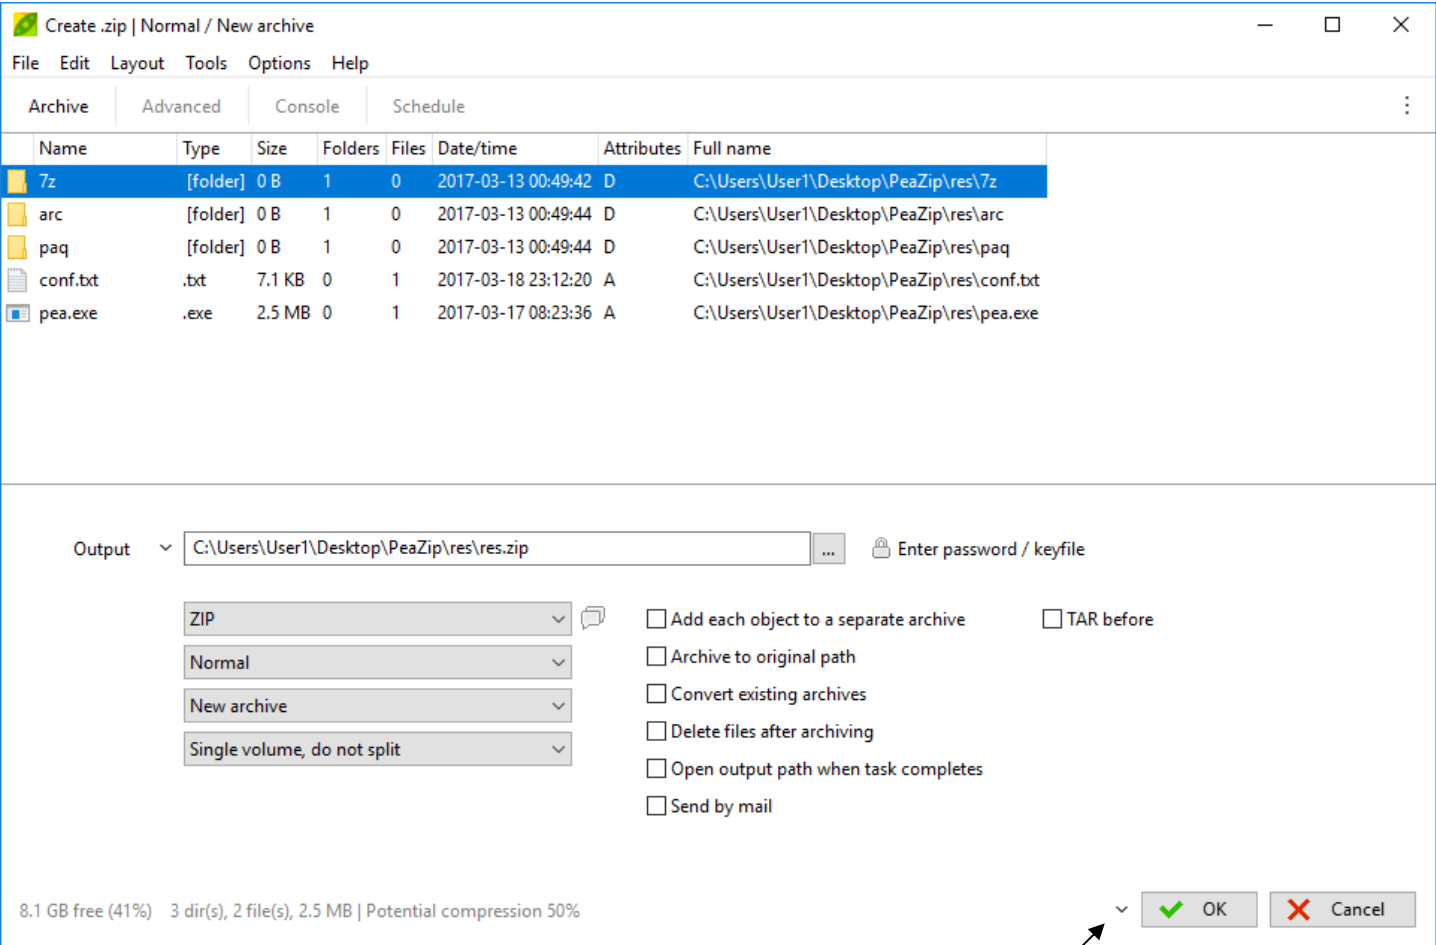 Create .zip | Normal / New archive
File Edit Layout Tools Options Help
Archive Advanced Console Schedule
Name Type Size Folders Files Date/time Attributes Full name
7z [folder] 0 B 1 0 2017-03-13 00:49:42 D C:\Users\User1\Desktop\PeaZip\res\7z
arc [folder] 0 B 1 0 2017-03-13 00:49:44 D C:\Users\User1\Desktop\PeaZip\res\arc
paq [folder] 0 B 1 0 2017-03-13 00:49:44 D C:\Users\User1\Desktop\PeaZip\res\paq
conf.txt .txt 7.1 KB 0 1 2017-03-18 23:12:20 A C:\Users\User1\Desktop\PeaZip\res\conf.txt
pea.exe .exe 2.5 MB 0 1 2017-03-17 08:23:36 A C:\Users\User1\Desktop\PeaZip\res\pea.exe
Output C:\Users\User1\Desktop\PeaZip\res\res.zip ... Enter password / keyfile
ZIP Add each object to a separate archive TAR before
Normal Archive to original path
New archive Convert existing archives
Single volume, do not split Delete files after archiving
Open output path when task completes
Send by mail
8.1 GB free (41%) 3 dir(s), 2 file(s), 2.5 MB | Potential compression 50% OK Cancel